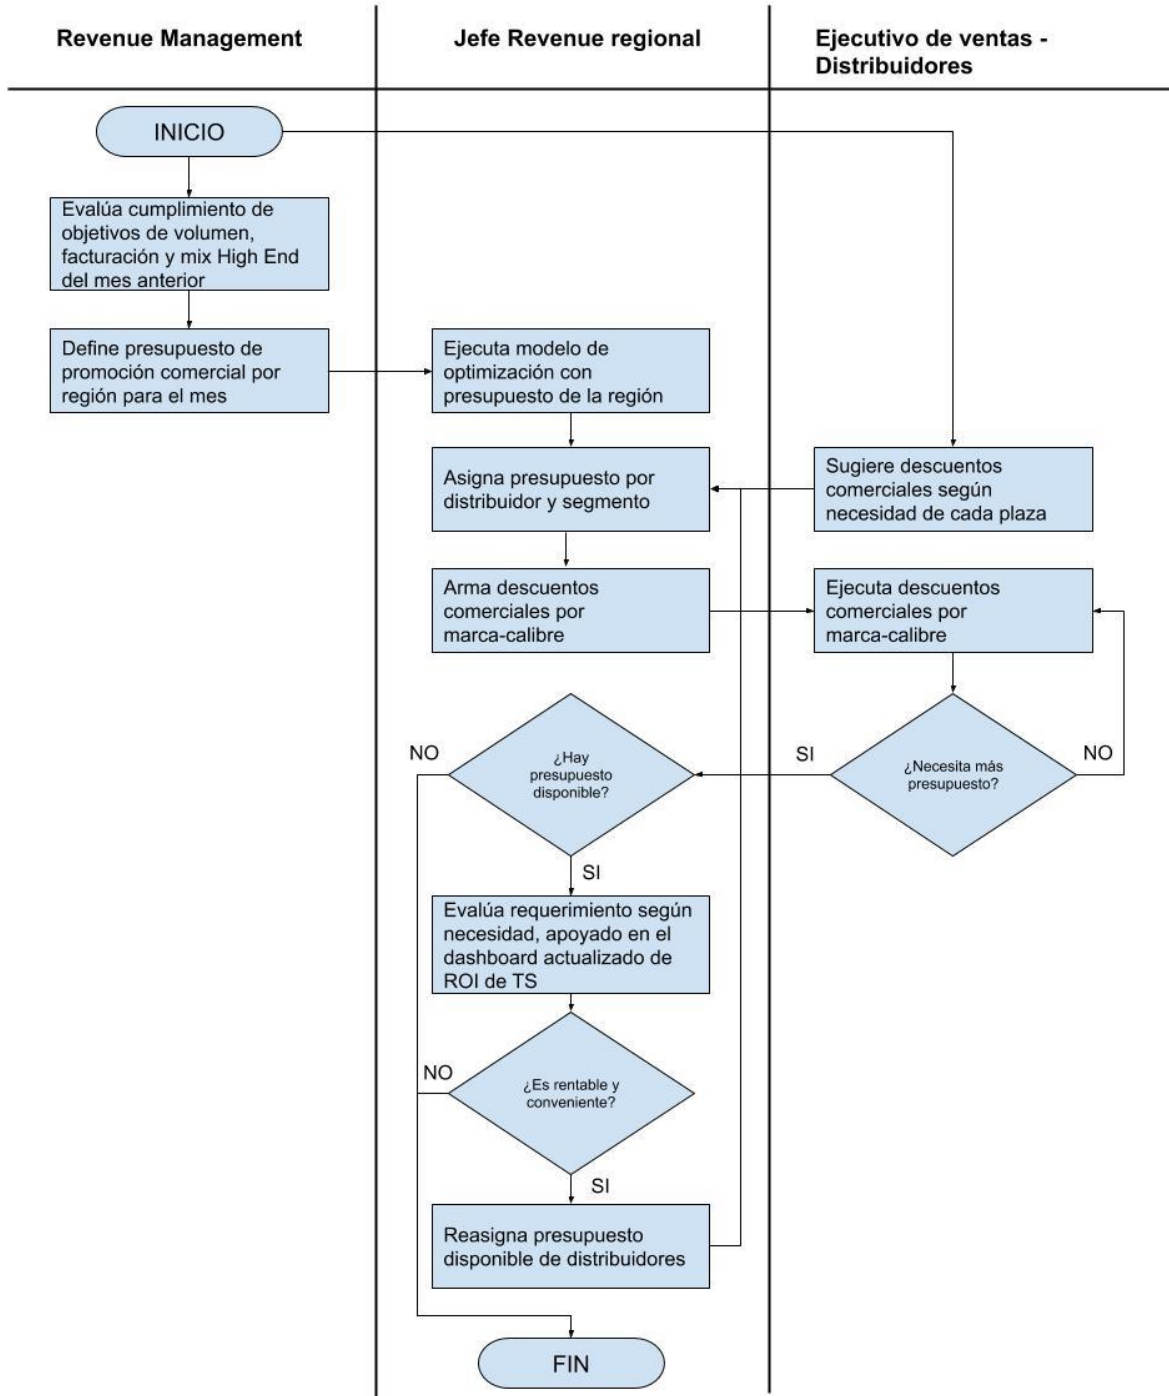 Revenue Management
Jefe Revenue regional
Ejecutivo de ventas -
Distribuidores
INICIO
Evalúa cumplimiento de
objetivos de volumen,
facturación y mix High End
del mes anterior
Define presupuesto de
promoción comercial por
región para el mes
Ejecuta modelo de
optimización con
presupuesto de la región
Asigna presupuesto por
distribuidor y segmento
Sugiere descuentos
comerciales según
necesidad de cada plaza
Arma descuentos
comerciales por
marca-calibre
Ejecuta descuentos
comerciales por
marca-calibre
NO
¿Hay
presupuesto
disponible?
SI
¿Necesita más
presupuesto?
NO
SI
Evalúa requerimiento según
necesidad, apoyado en el
dashboard actualizado de
ROI de TS
NO
¿Es rentable y
conveniente?
SI
Reasigna presupuesto
disponible de distribuidores
FIN